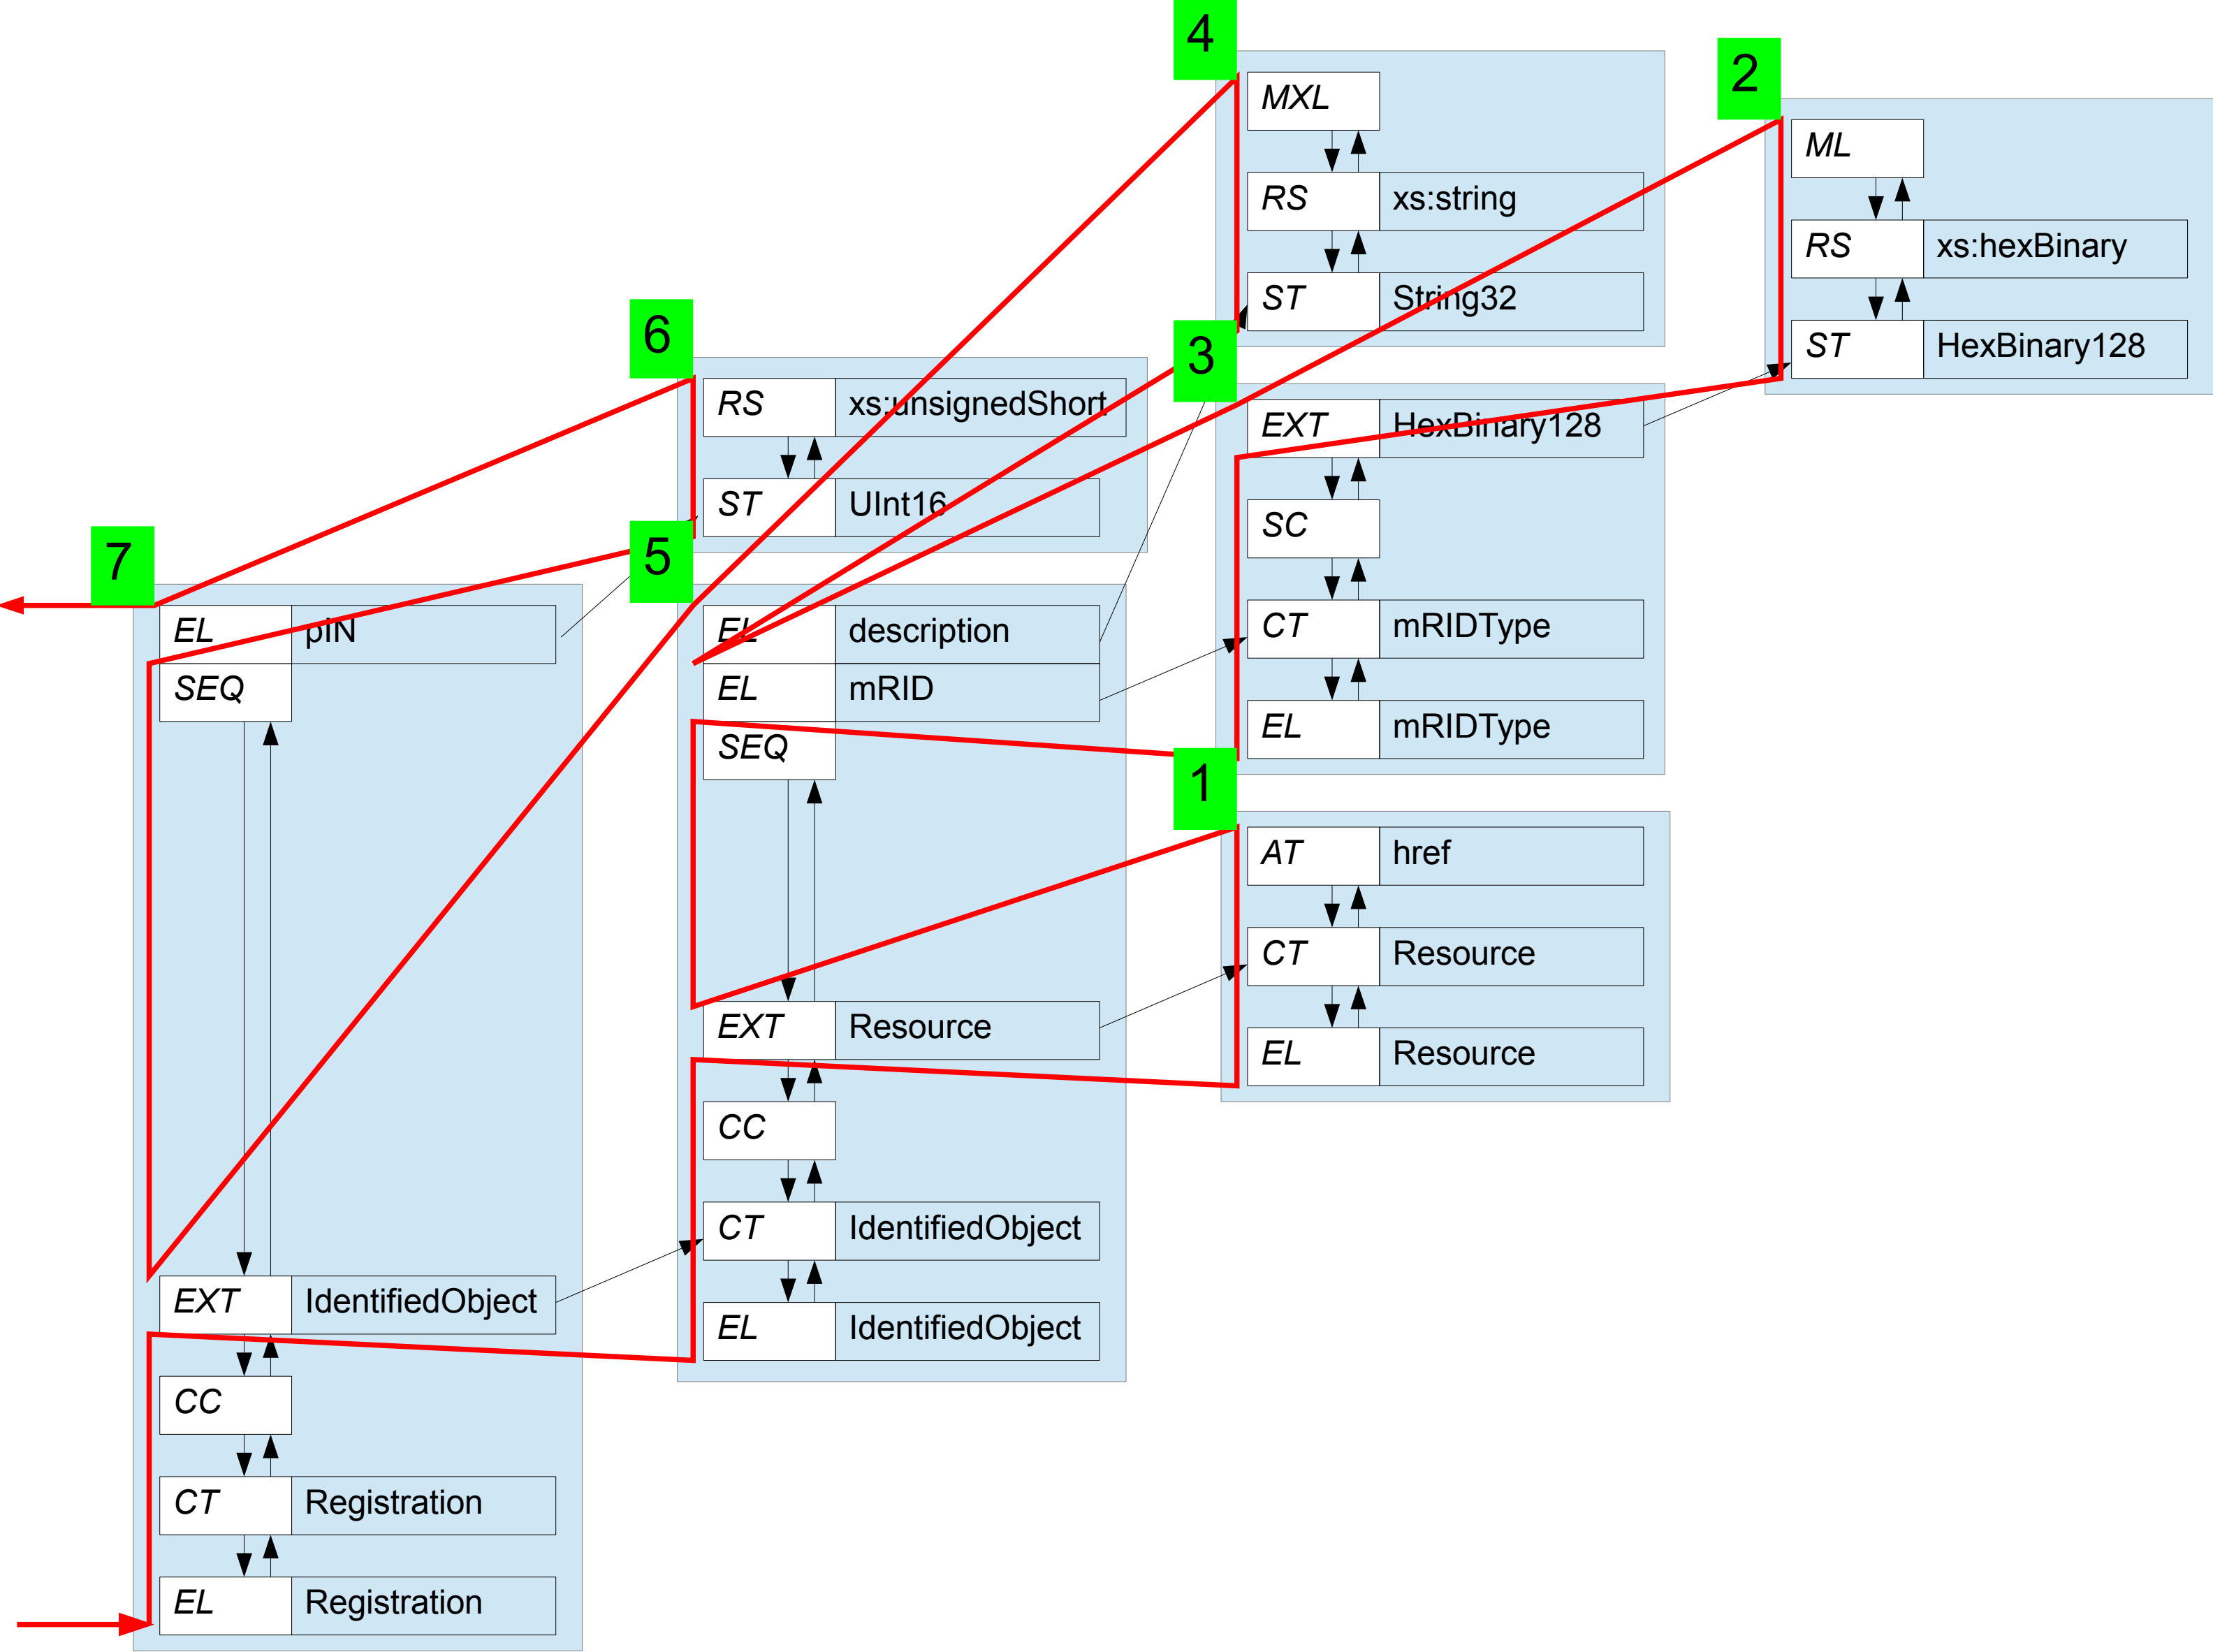 4
MXL
RS xs:string
ST String32
2
ML
RS xs:hexBinary
ST HexBinary128
6
RS xs:unsignedShort
ST UInt16
3
EXT HexBinary128
SC
CT mRIDType
EL mRIDType
7
EL pIN
SEQ
EXT IdentifiedObject
CC
CT Registration
EL Registration
5
EL description
EL mRID
SEQ
EXT Resource
CC
CT IdentifiedObject
EL IdentifiedObject
1
AT href
CT Resource
EL Resource